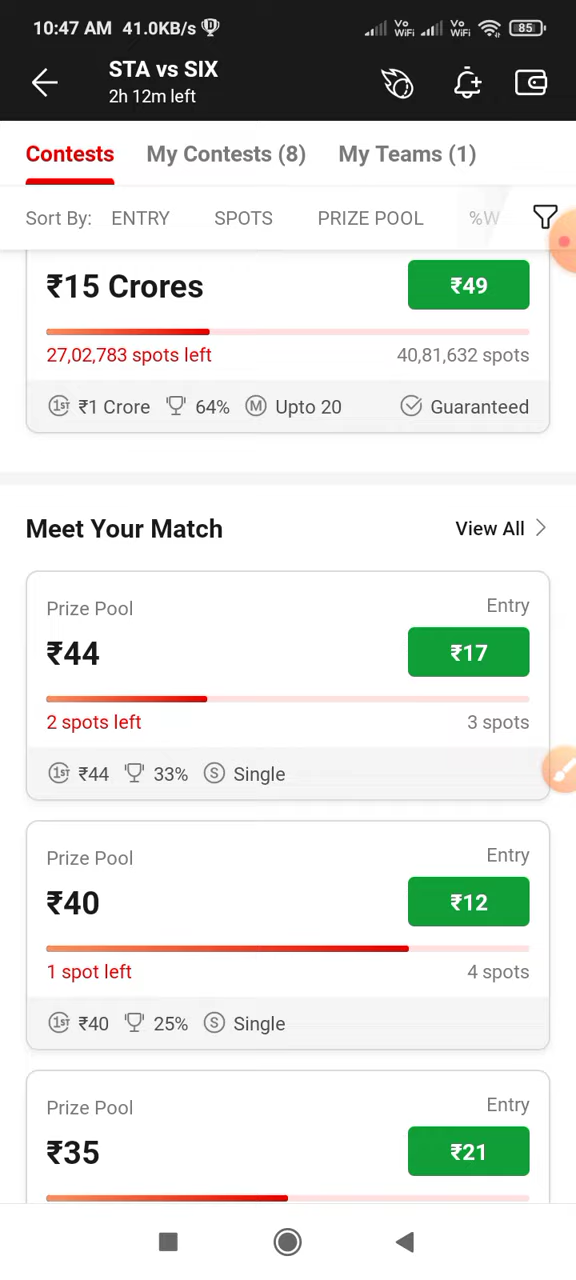 10:47 AM 41.0KB/s D Vo WiFi Vo WiFi 85
STA vs SIX
2h 12m left
Contests My Contests (8) My Teams (1)
Sort By: ENTRY SPOTS PRIZE POOL %W
₹15 Crores ₹49
27,02,783 spots left 40,81,632 spots
1ST ₹1 Crore 64% M Upto 20 Guaranteed
Meet Your Match View All
Prize Pool Entry
₹44 ₹17
2 spots left 3 spots
1ST ₹44 33% S Single
Prize Pool Entry
₹40 ₹12
1 spot left 4 spots
1ST ₹40 25% S Single
Prize Pool Entry
₹35 ₹21